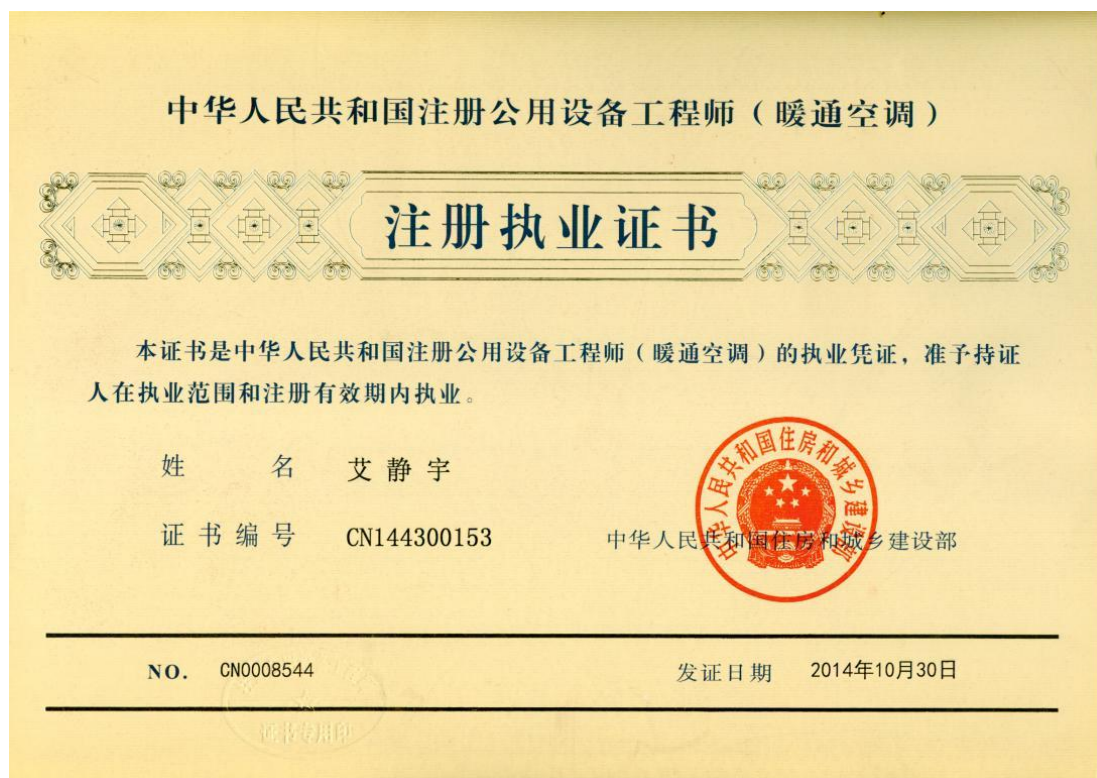 中华人民共和国注册公用设备工程师（暖通空调）
注册执业证书
本证书是中华人民共和国注册公用设备工程师（暖通空调）的执业凭证，准予持证
人在执业范围和注册有效期内执业。
姓 名 艾静宇
证书编号 CN144300153
中华人民共和国住房和城乡建设部
中华人民共和国住房和城乡建设部
NO. CN0008544
发证日期 2014年10月30日
证书专用印